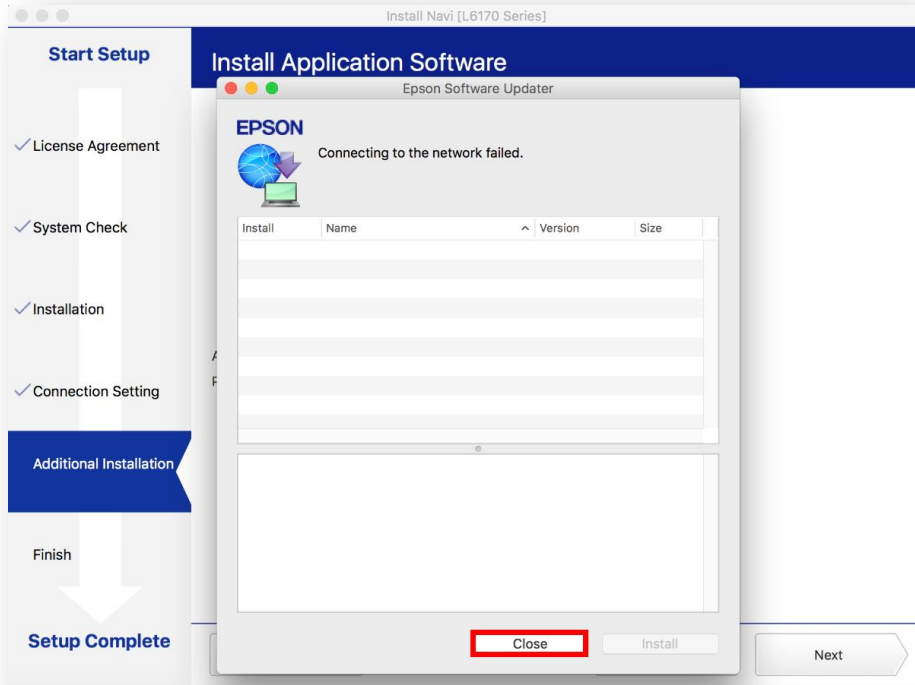 Install Navi [L6170 Series]
Start Setup
Install Application Software
Epson Software Updater
EPSON
Connecting to the network failed.
License Agreement
System Check
Installation
Connection Setting
Additional Installation
Finish
Setup Complete
Install Name Version Size
Close Install
Next